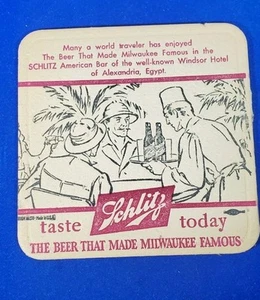 Many a world traveler has enjoyed
The Beer That Made Milwaukee Famous in the
SCHLITZ American Bar of the well-known Windsor Hotel
of Alexandria, Egypt.
taste Schlitz today
THE BEER THAT MADE MILWAUKEE FAMOUS